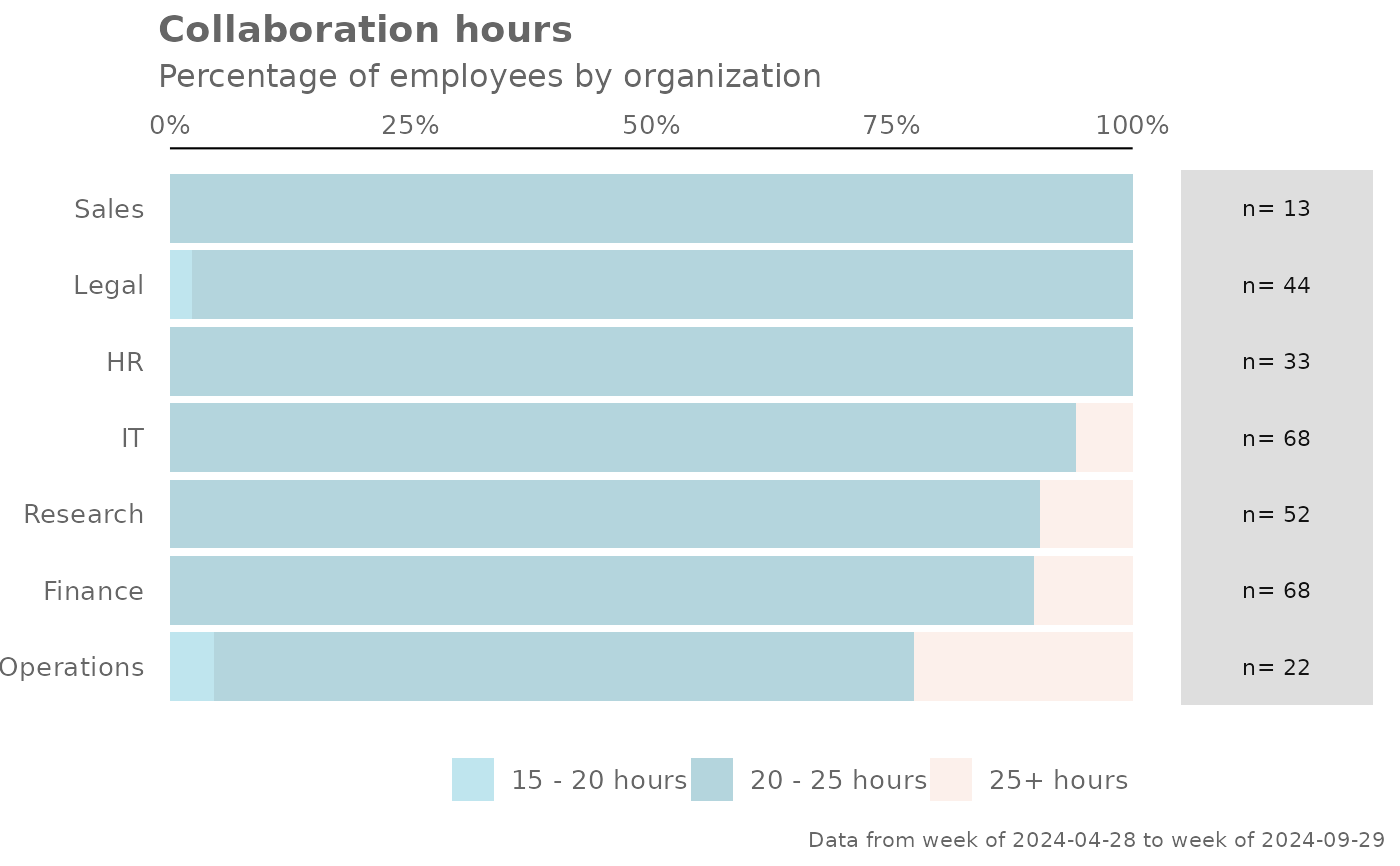 Collaboration hours
Percentage of employees by organization
0% 25% 50% 75% 100%
Sales n= 13
Legal n= 44
HR n= 33
IT n= 68
Research n= 52
Finance n= 68
Operations n= 22
15 - 20 hours 20 - 25 hours 25+ hours
Data from week of 2024-04-28 to week of 2024-09-29